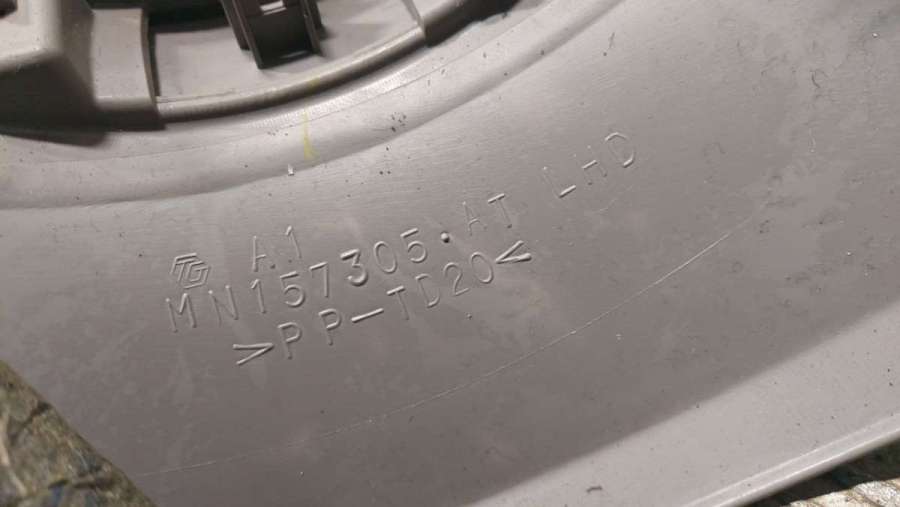 A1
MN157305·AT LHD
>PP-TD20<